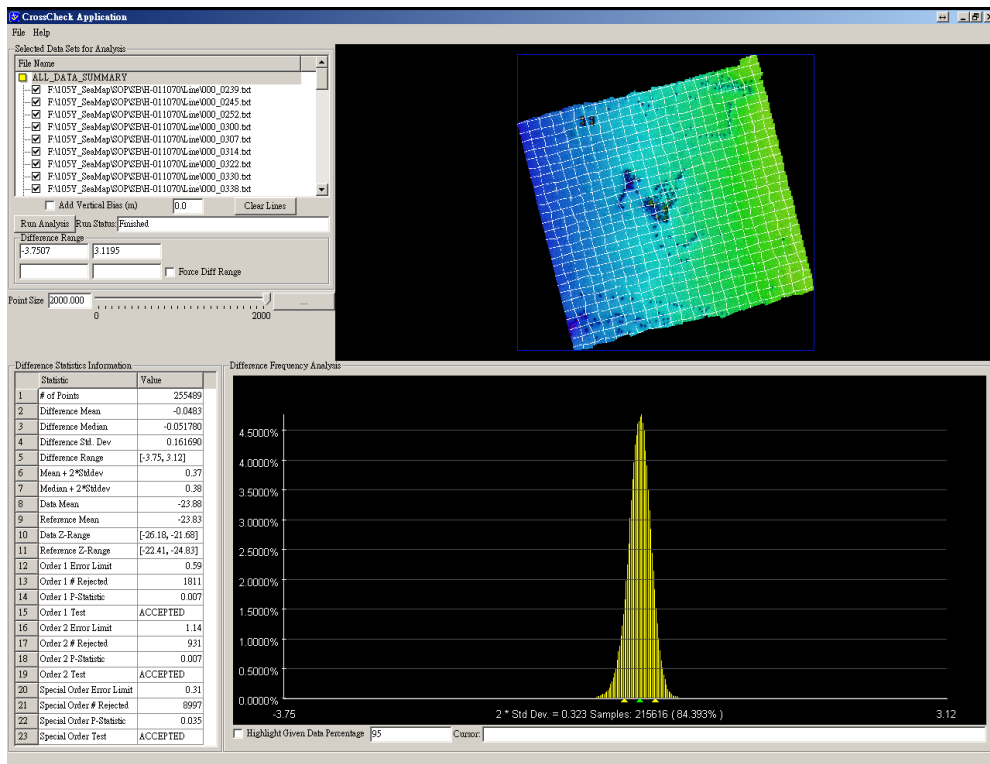 CrossCheck Application
File Help
Selected Data Sets for Analysis
File Name
ALL_DATA_SUMMARY
F:\105Y_SeaMap\SOP\SB\H-011070\Line\000_0239.txt
F:\105Y_SeaMap\SOP\SB\H-011070\Line\000_0245.txt
F:\105Y_SeaMap\SOP\SB\H-011070\Line\000_0252.txt
F:\105Y_SeaMap\SOP\SB\H-011070\Line\000_0300.txt
F:\105Y_SeaMap\SOP\SB\H-011070\Line\000_0307.txt
F:\105Y_SeaMap\SOP\SB\H-011070\Line\000_0314.txt
F:\105Y_SeaMap\SOP\SB\H-011070\Line\000_0322.txt
F:\105Y_SeaMap\SOP\SB\H-011070\Line\000_0330.txt
F:\105Y_SeaMap\SOP\SB\H-011070\Line\000_0338.txt
Add Vertical Bias (m) 0.0 Clear Lines
Run Analysis Run Status: Finished
Difference Range
-3.7507 3.1195
Force Diff Range
Point Size 2000.000 ...
0 2000
Difference Statistics Information
Statistic Value
1 # of Points 255489
2 Difference Mean -0.0483
3 Difference Median -0.051780
4 Difference Std. Dev 0.161690
5 Difference Range [-3.75, 3.12]
6 Mean + 2*Stddev 0.37
7 Median + 2*Stddev 0.38
8 Data Mean -23.88
9 Reference Mean -23.83
10 Data Z-Range [-26.18, -21.68]
11 Reference Z-Range [-22.41, -24.83]
12 Order 1 Error Limit 0.59
13 Order 1 # Rejected 1811
14 Order 1 P-Statistic 0.007
15 Order 1 Test ACCEPTED
16 Order 2 Error Limit 1.14
17 Order 2 # Rejected 931
18 Order 2 P-Statistic 0.007
19 Order 2 Test ACCEPTED
20 Special Order Error Limit 0.31
21 Special Order # Rejected 8997
22 Special Order P-Statistic 0.035
23 Special Order Test ACCEPTED
Difference Frequency Analysis
4.5000%
4.0000%
3.5000%
3.0000%
2.5000%
2.0000%
1.5000%
1.0000%
0.5000%
0.0000%
-3.75 2 * Std Dev. = 0.323 Samples: 215616 ( 84.393% ) 3.12
Highlight Given Data Percentage 95 Cursor: